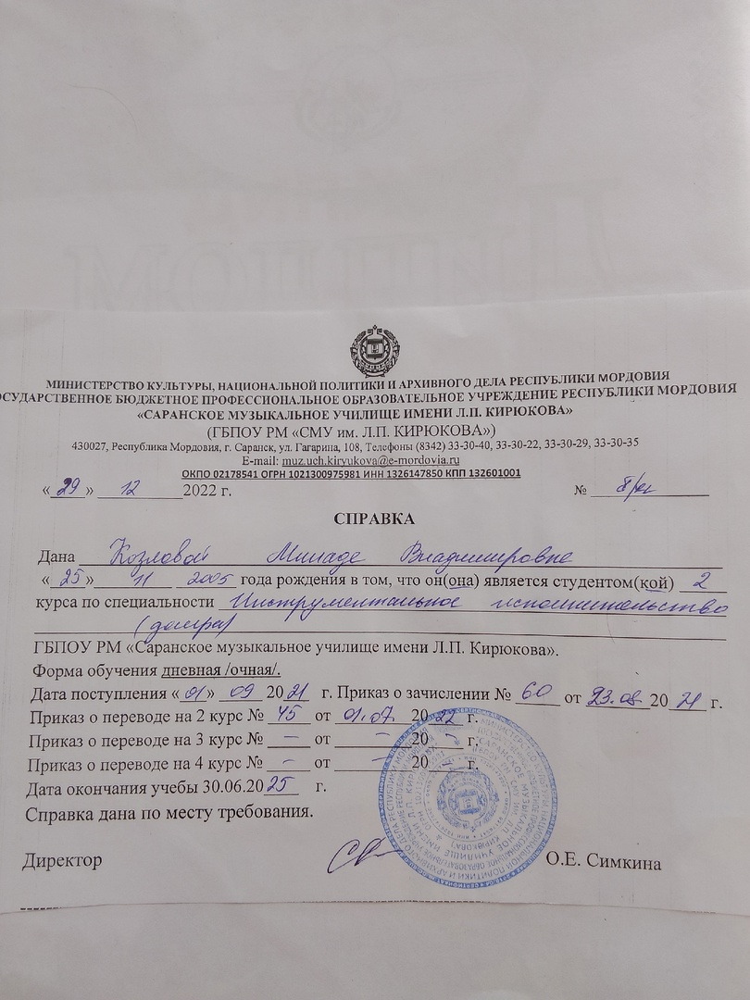 МИНИСТЕРСТВО КУЛЬТУРЫ, НАЦИОНАЛЬНОЙ ПОЛИТИКИ И АРХИВНОГО ДЕЛА РЕСПУБЛИКИ МОРДОВИЯ
ОСУДАРСТВЕННОЕ БЮДЖЕТНОЕ ПРОФЕССИОНАЛЬНОЕ ОБРАЗОВАТЕЛЬНОЕ УЧРЕЖДЕНИЕ РЕСПУБЛИКИ МОРДОВИЯ
«САРАНСКОЕ МУЗЫКАЛЬНОЕ УЧИЛИЩЕ ИМЕНИ Л.П. КИРЮКОВА»
(ГБПОУ РМ «СМУ им. Л.П. КИРЮКОВА»)
430027, Республика Мордовия, г. Саранск, ул. Гагарина, 108, Телефоны (8342) 33-30-40, 33-30-22, 33-30-29, 33-30-35
E-mail: muz.uch.kiryukova@e-mordovia.ru
ОКПО 02178541 ОГРН 1021300975981 ИНН 1326147850 КПП 132601001
«29» 12 2022 г. №
СПРАВКА
Дана Козловой Миладе Владимировне
«25» 11 2005 года рождения в том, что он(она) является студентом(кой) 2
курса по специальности Инструментальное исполнительство
(домра)
ГБПОУ РМ «Саранское музыкальное училище имени Л.П. Кирюкова».
Форма обучения дневная /очная/.
Дата поступления «01» 09 2021 г. Приказ о зачислении № 60 от 23.08 2021 г.
Приказ о переводе на 2 курс № 45 от 01.07 2022 г.
Приказ о переводе на 3 курс № – от – 20 – г.
Приказ о переводе на 4 курс № – от – 20 – г.
Дата окончания учебы 30.06.2025 г.
Справка дана по месту требования.
Директор О.Е. Симкина